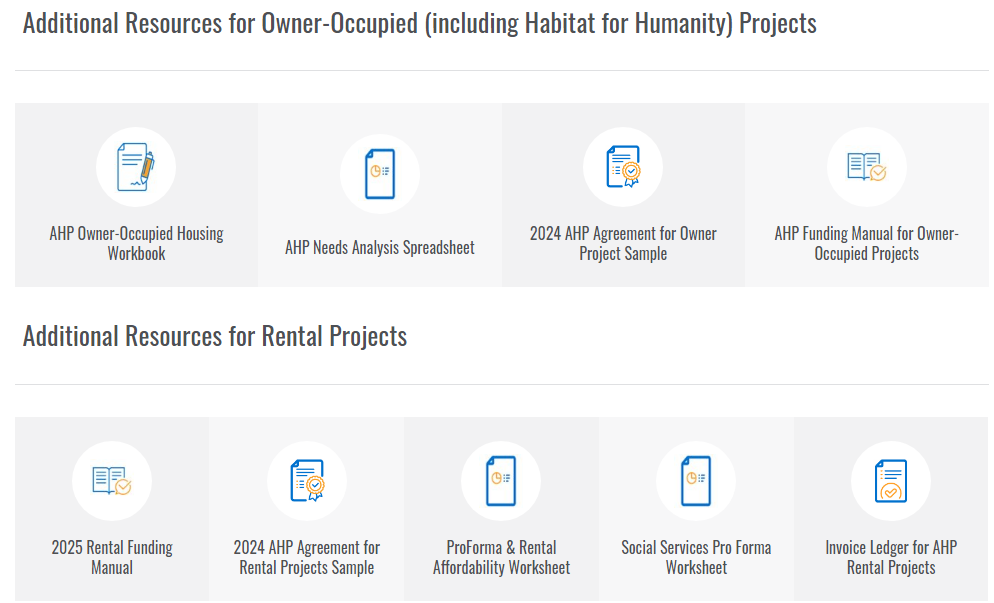 Additional Resources for Owner-Occupied (including Habitat for Humanity) Projects
AHP Owner-Occupied Housing
Workbook
AHP Needs Analysis Spreadsheet
2024 AHP Agreement for Owner
Project Sample
AHP Funding Manual for Owner-
Occupied Projects
Additional Resources for Rental Projects
2025 Rental Funding
Manual
2024 AHP Agreement for
Rental Projects Sample
ProForma & Rental
Affordability Worksheet
Social Services Pro Forma
Worksheet
Invoice Ledger for AHP
Rental Projects